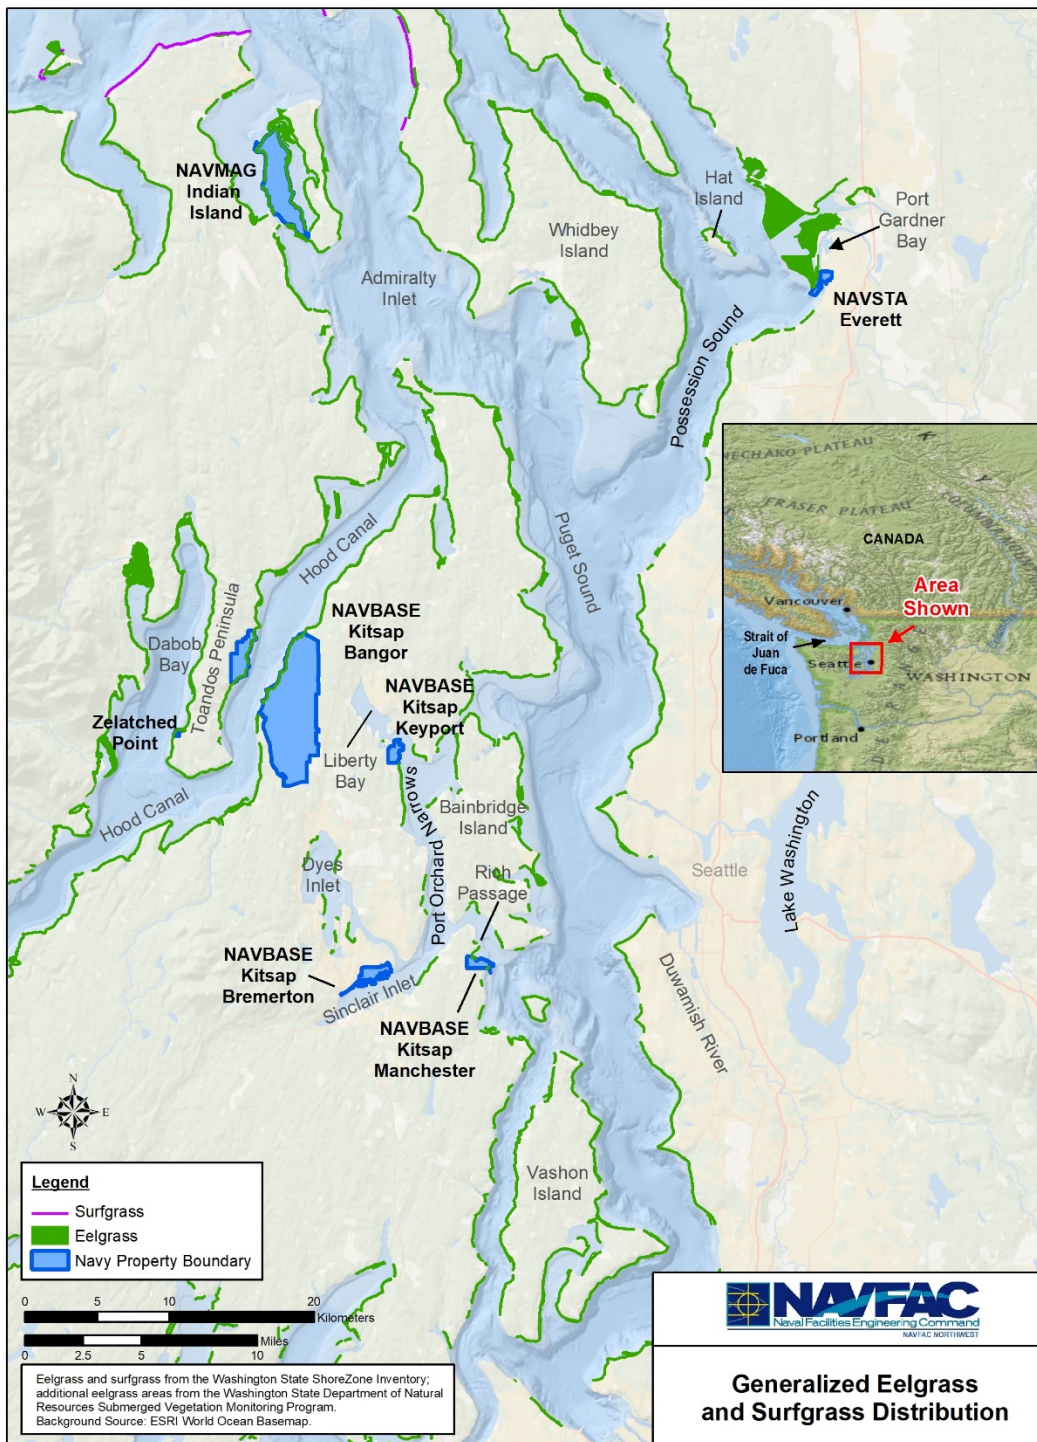 NAVMAG
Indian
Island
Admiralty
Inlet
Whidbey
Island
Hat
Island
Port
Gardner
Bay
NAVSTA
Everett
Possession Sound
Puget Sound
Hood Canal
Toandos Peninsula
Dabob
Bay
Zelatched
Point
Hood Canal
NAVBASE
Kitsap
Bangor
NAVBASE
Kitsap
Keyport
Liberty
Bay
Port Orchard Narrows
Bainbridge
Island
Rich
Passage
Dyes
Inlet
NAVBASE
Kitsap
Bremerton
Sinclair Inlet
NAVBASE
Kitsap
Manchester
Seattle
Lake Washington
Duwamish River
Vashon
Island
NECHAKO PLATEAU
FRASER PLATEAU
CANADA
Vancouver
Area
Shown
Strait of
Juan
de Fuca
Seattle
WASHINGTON
Portland
N
W
E
S
Legend
Surfgrass
Eelgrass
Navy Property Boundary
0 5 10 20
Kilometers
Miles
0 2.5 5 10
Eelgrass and surfgrass from the Washington State ShoreZone Inventory;
additional eelgrass areas from the Washington State Department of Natural
Resources Submerged Vegetation Monitoring Program.
Background Source: ESRI World Ocean Basemap.
NAVFAC
Naval Facilities Engineering Command
NAVFAC NORTHWEST
Generalized Eelgrass
and Surfgrass Distribution